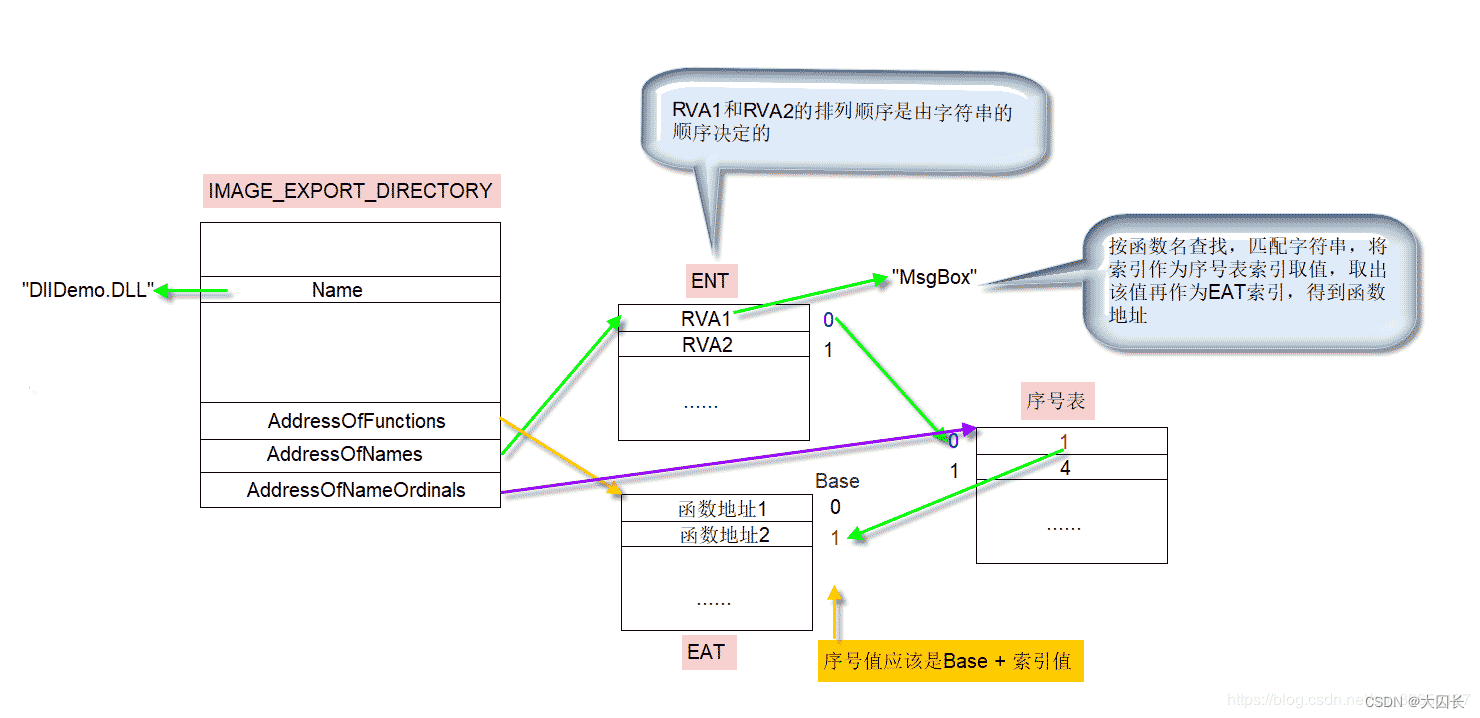 RVA1和RVA2的排列顺序是由字符串的
顺序决定的
IMAGE_EXPORT_DIRECTORY
"DllDemo.DLL"
Name
AddressOfFunctions
AddressOfNames
AddressOfNameOrdinals
ENT
RVA1
RVA2
......
0
1
"MsgBox"
按函数名查找，匹配字符串，将
索引作为序号表索引取值，取出
该值再作为EAT索引，得到函数
地址
序号表
0
1
1
4
......
Base
0
1
函数地址1
函数地址2
......
EAT
序号值应该是Base + 索引值
https://blog.csdn.net/
CSDN @大囚长